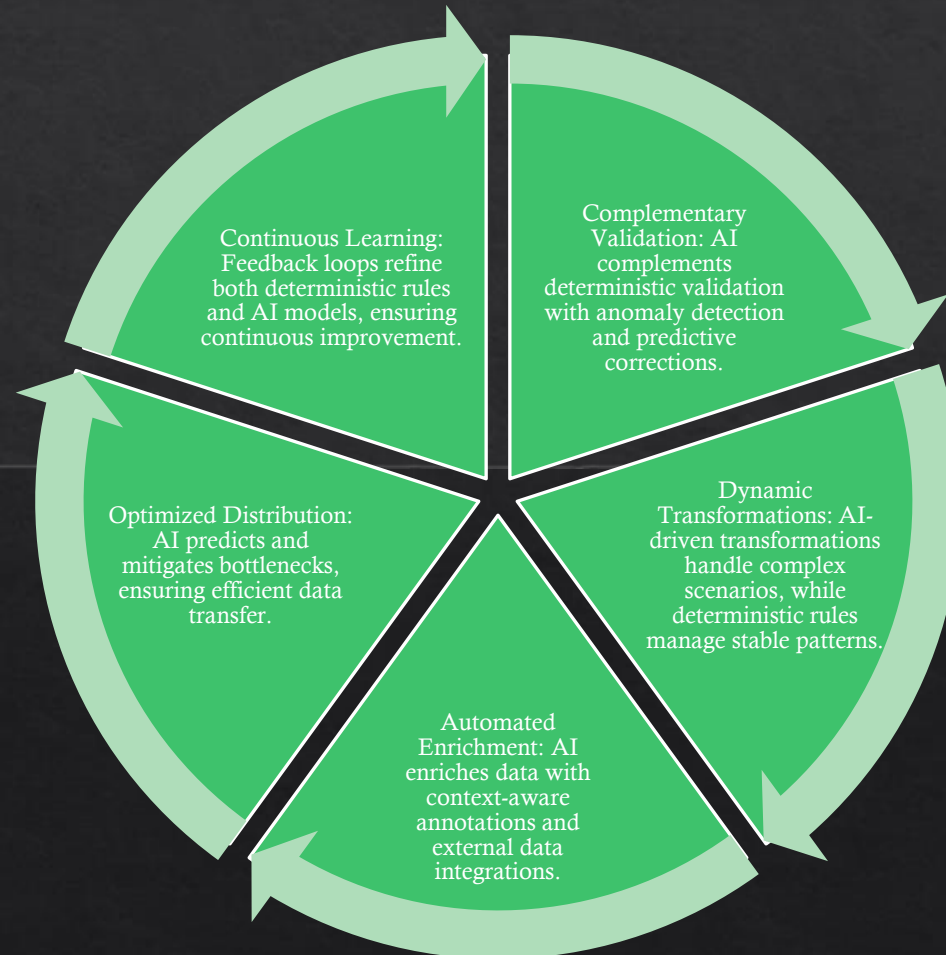 Complementary
Validation: AI
complements
deterministic validation
with anomaly detection
and predictive
corrections.
Dynamic
Transformations: AI-
driven transformations
handle complex
scenarios, while
deterministic rules
manage stable patterns.
Automated
Enrichment: AI
enriches data with
context-aware
annotations and
external data
integrations.
Optimized Distribution:
AI predicts and
mitigates bottlenecks,
ensuring efficient data
transfer.
Continuous Learning:
Feedback loops refine
both deterministic rules
and AI models, ensuring
continuous improvement.